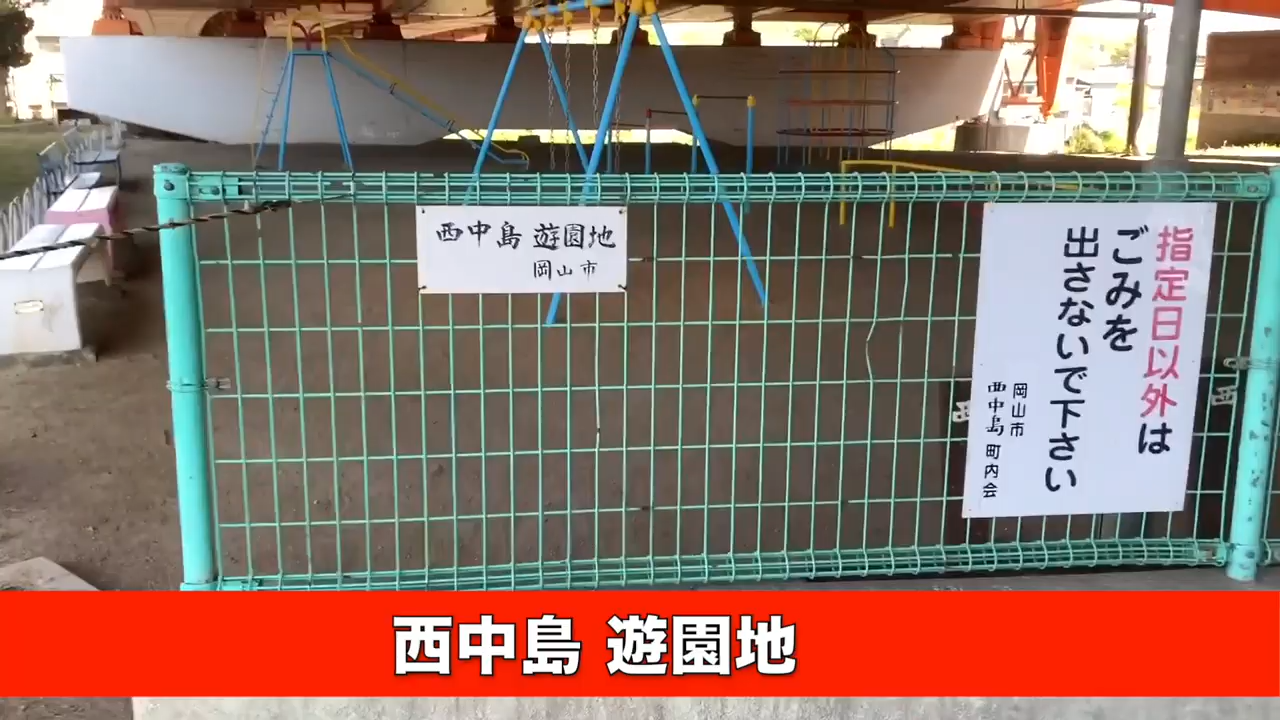 西中島 遊園地
岡山市
指定日以外は
ごみを
出さないで下さい
岡山市
西中島 町内会
西
西
西中島 遊園地